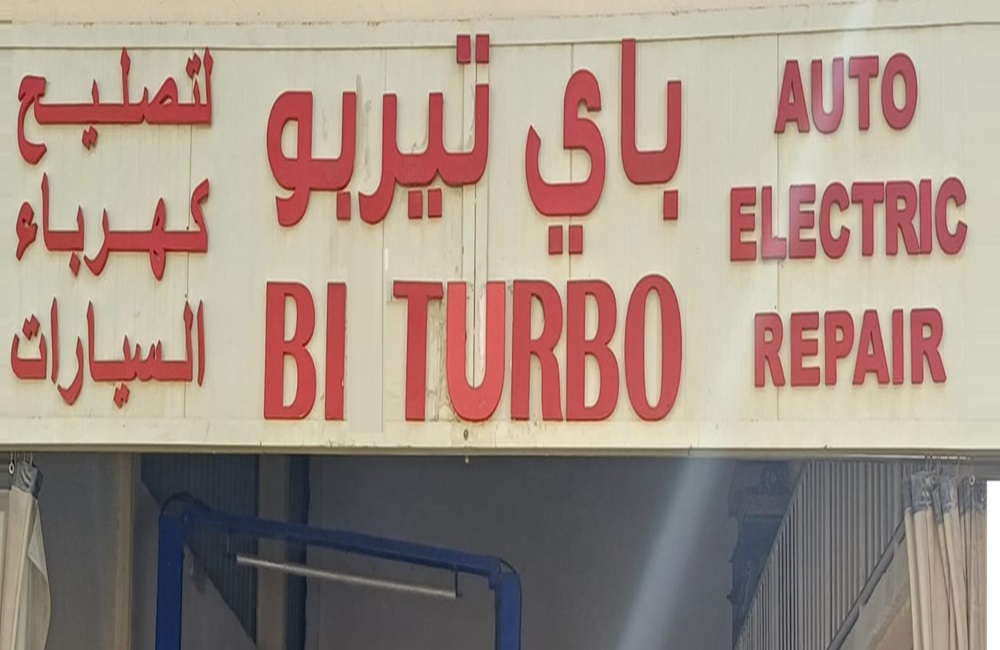 باي تيربو
BI TURBO
لتصليح
كهرباء
السيارات
AUTO
ELECTRIC
REPAIR